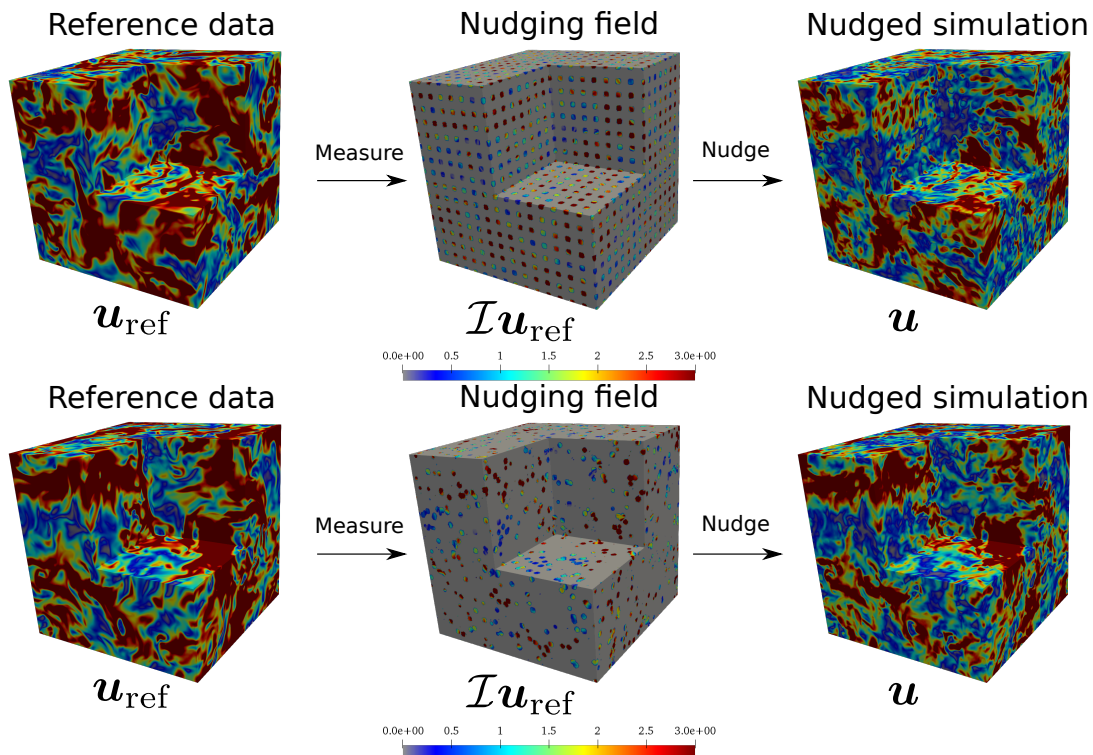 Reference data Nudging field Nudged simulation
Measure Nudge
𝒖ref ℐ𝒖ref 𝒖
0.0e+00 0.5 1 1.5 2 2.5 3.0e+00
Reference data Nudging field Nudged simulation
Measure Nudge
𝒖ref ℐ𝒖ref 𝒖
0.0e+00 0.5 1 1.5 2 2.5 3.0e+00